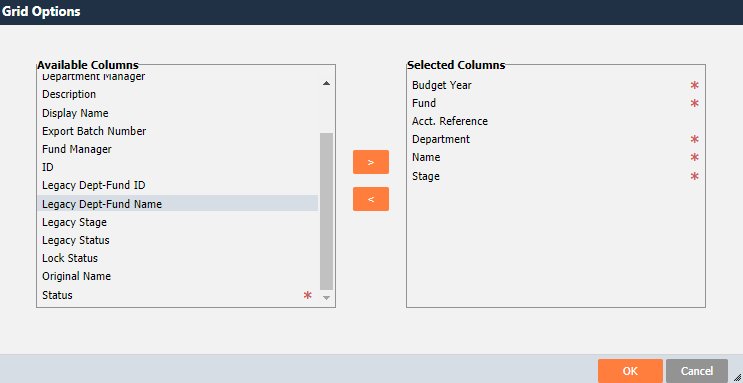 Grid Options
Available Columns
Department Manager
Description
Display Name
Export Batch Number
Fund Manager
ID
Legacy Dept-Fund ID
Legacy Dept-Fund Name
Legacy Stage
Legacy Status
Lock Status
Original Name
Status *
>
<
Selected Columns
Budget Year *
Fund *
Acct. Reference
Department *
Name *
Stage *
OK
Cancel